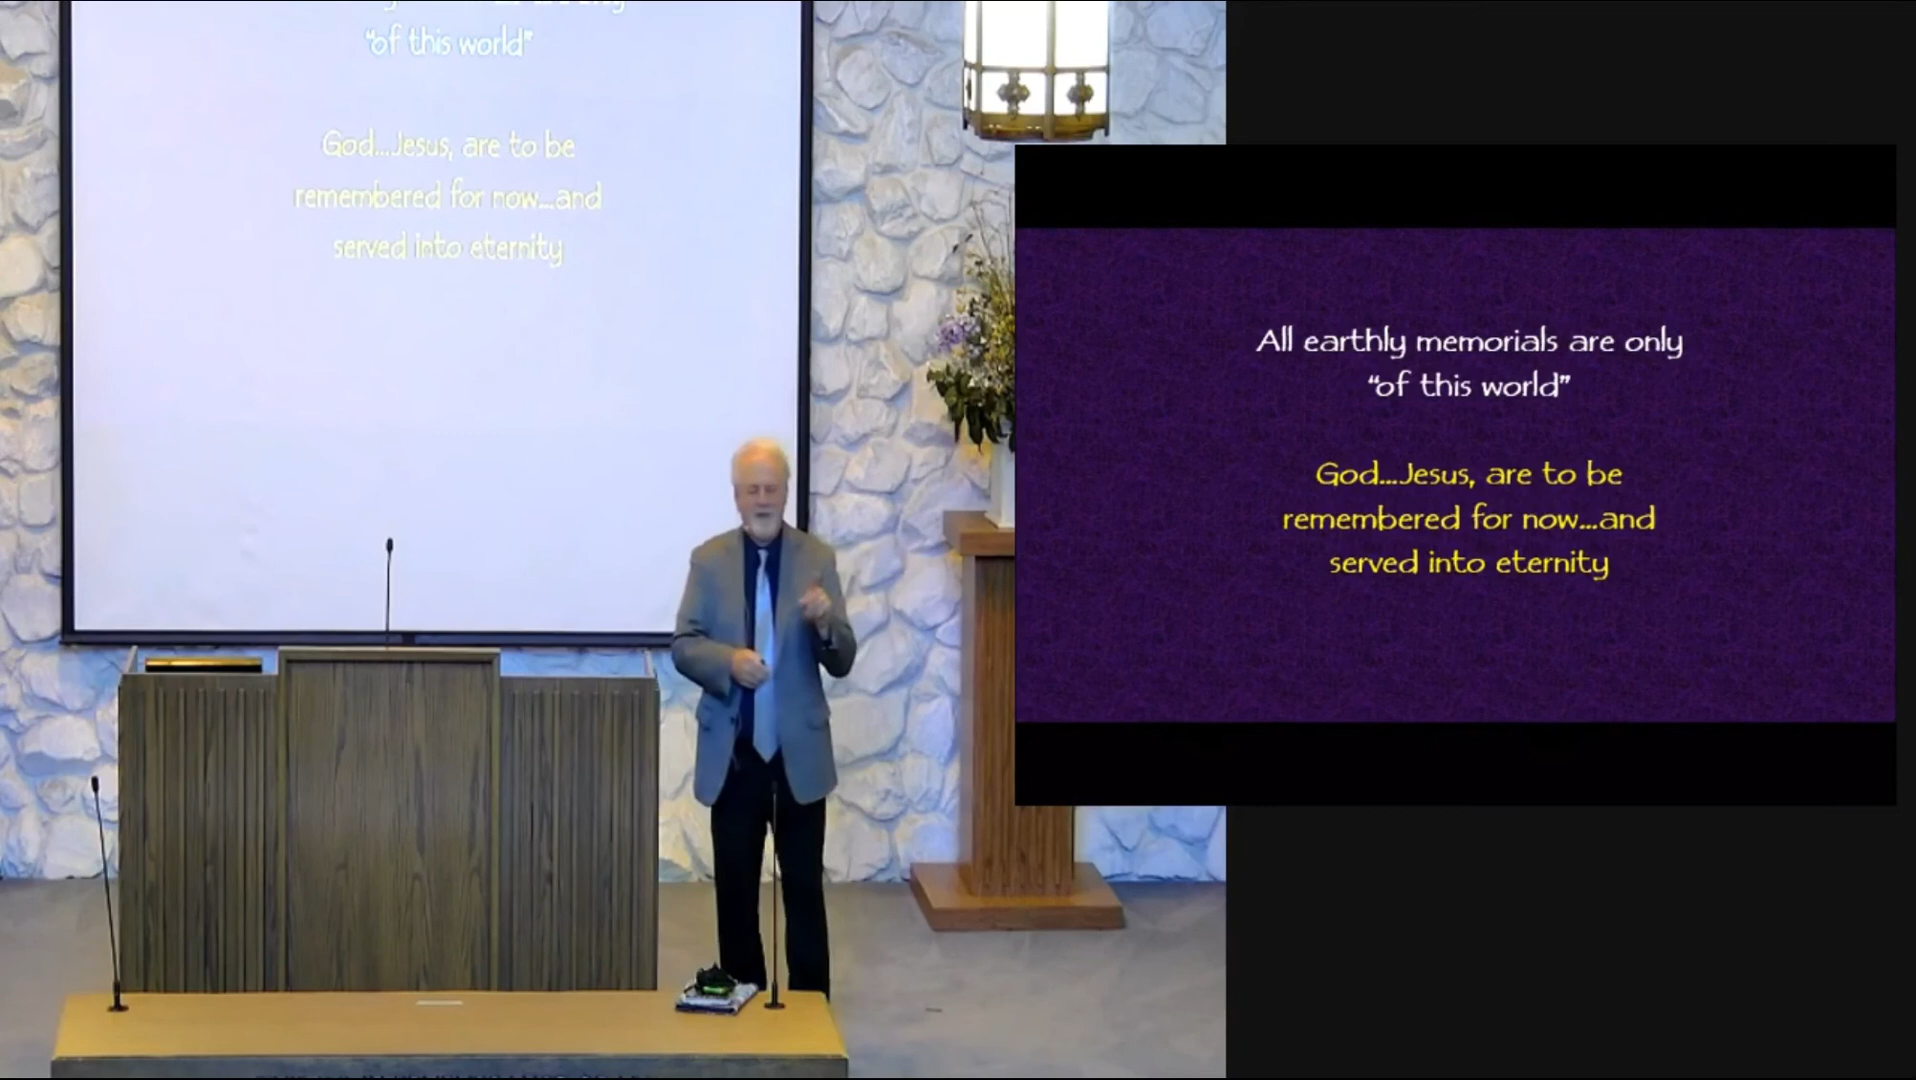 "of this world"
God...Jesus, are to be
remembered for now...and
served into eternity
All earthly memorials are only
“of this world”
God...Jesus, are to be
remembered for now...and
served into eternity